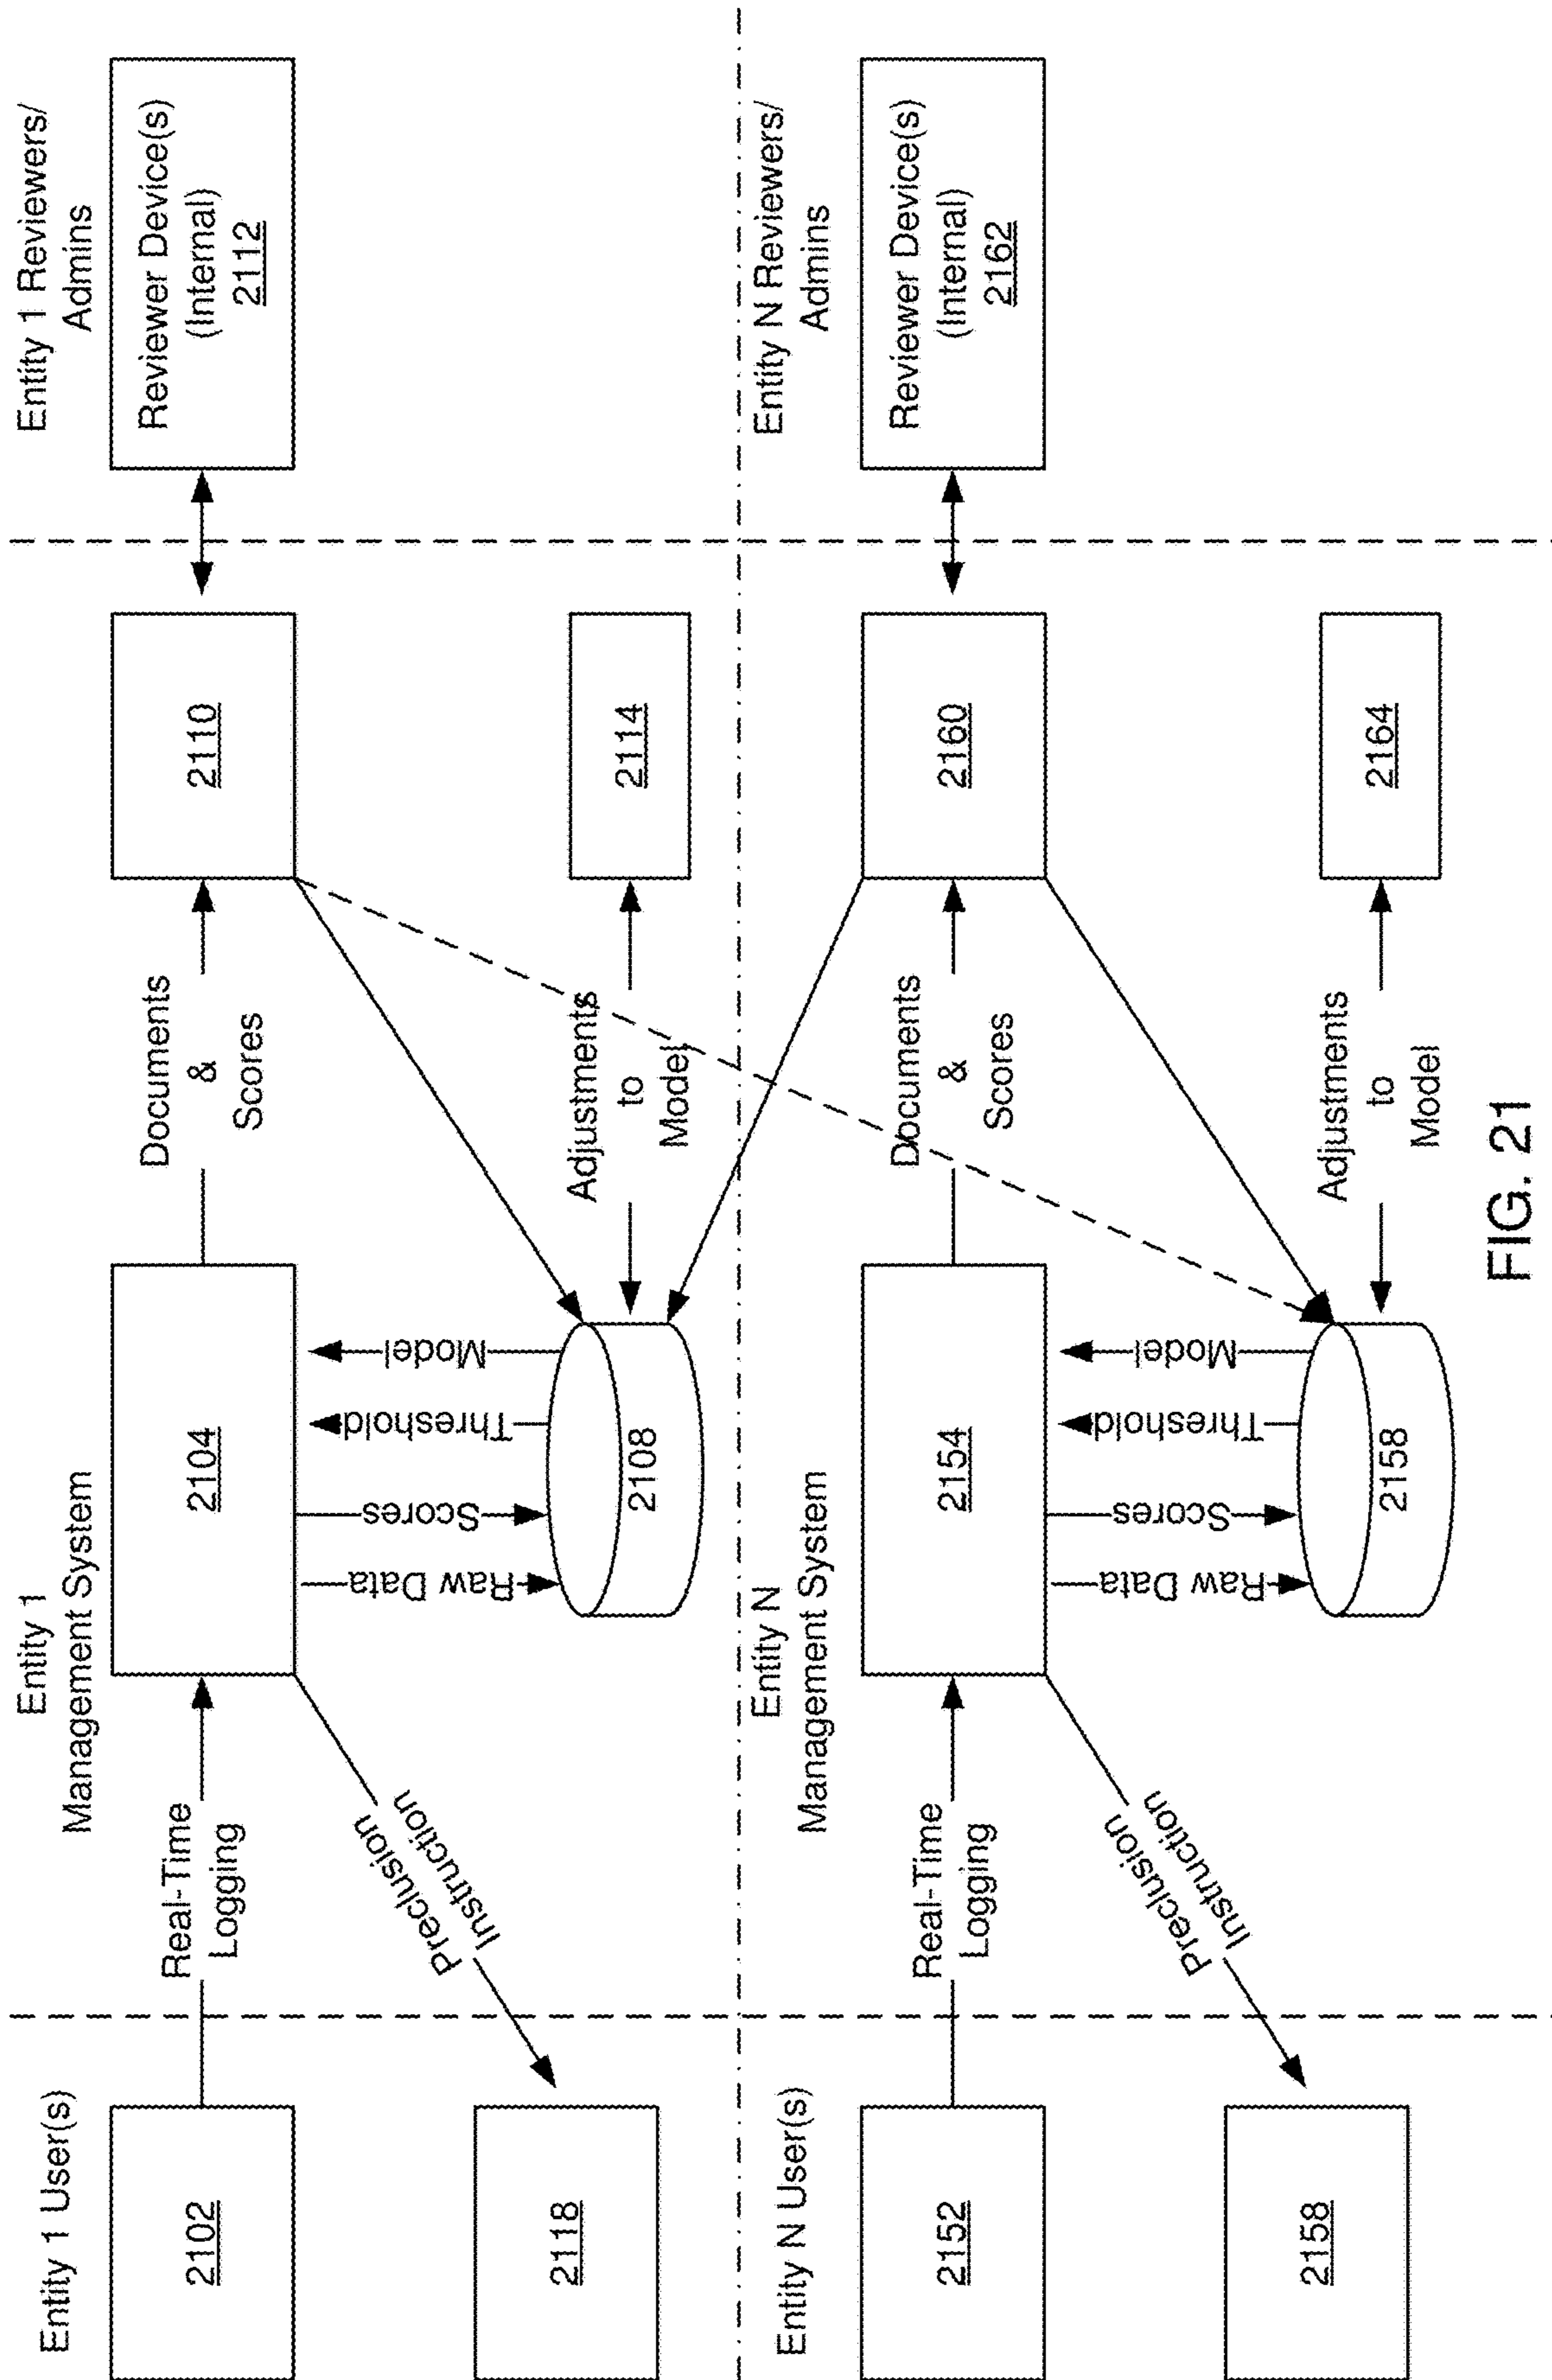 Entity 1 User(s)
2102
2118
Real-Time
Logging
Preclusion
Instruction
Entity 1
Management System
2104
Raw Data
Scores
Threshold
Model
2108
Documents
&
Scores
Adjustments
to
Model
2110
2114
Entity 1 Reviewers/
Admins
Reviewer Device(s)
(Internal)
2112
Entity N User(s)
2152
2158
Real-Time
Logging
Preclusion
Instruction
Entity N
Management System
2154
Raw Data
Scores
Threshold
Model
2158
Documents
&
Scores
Adjustments
to
Model
2160
2164
Entity N Reviewers/
Admins
Reviewer Device(s)
(Internal)
2162
FIG. 21